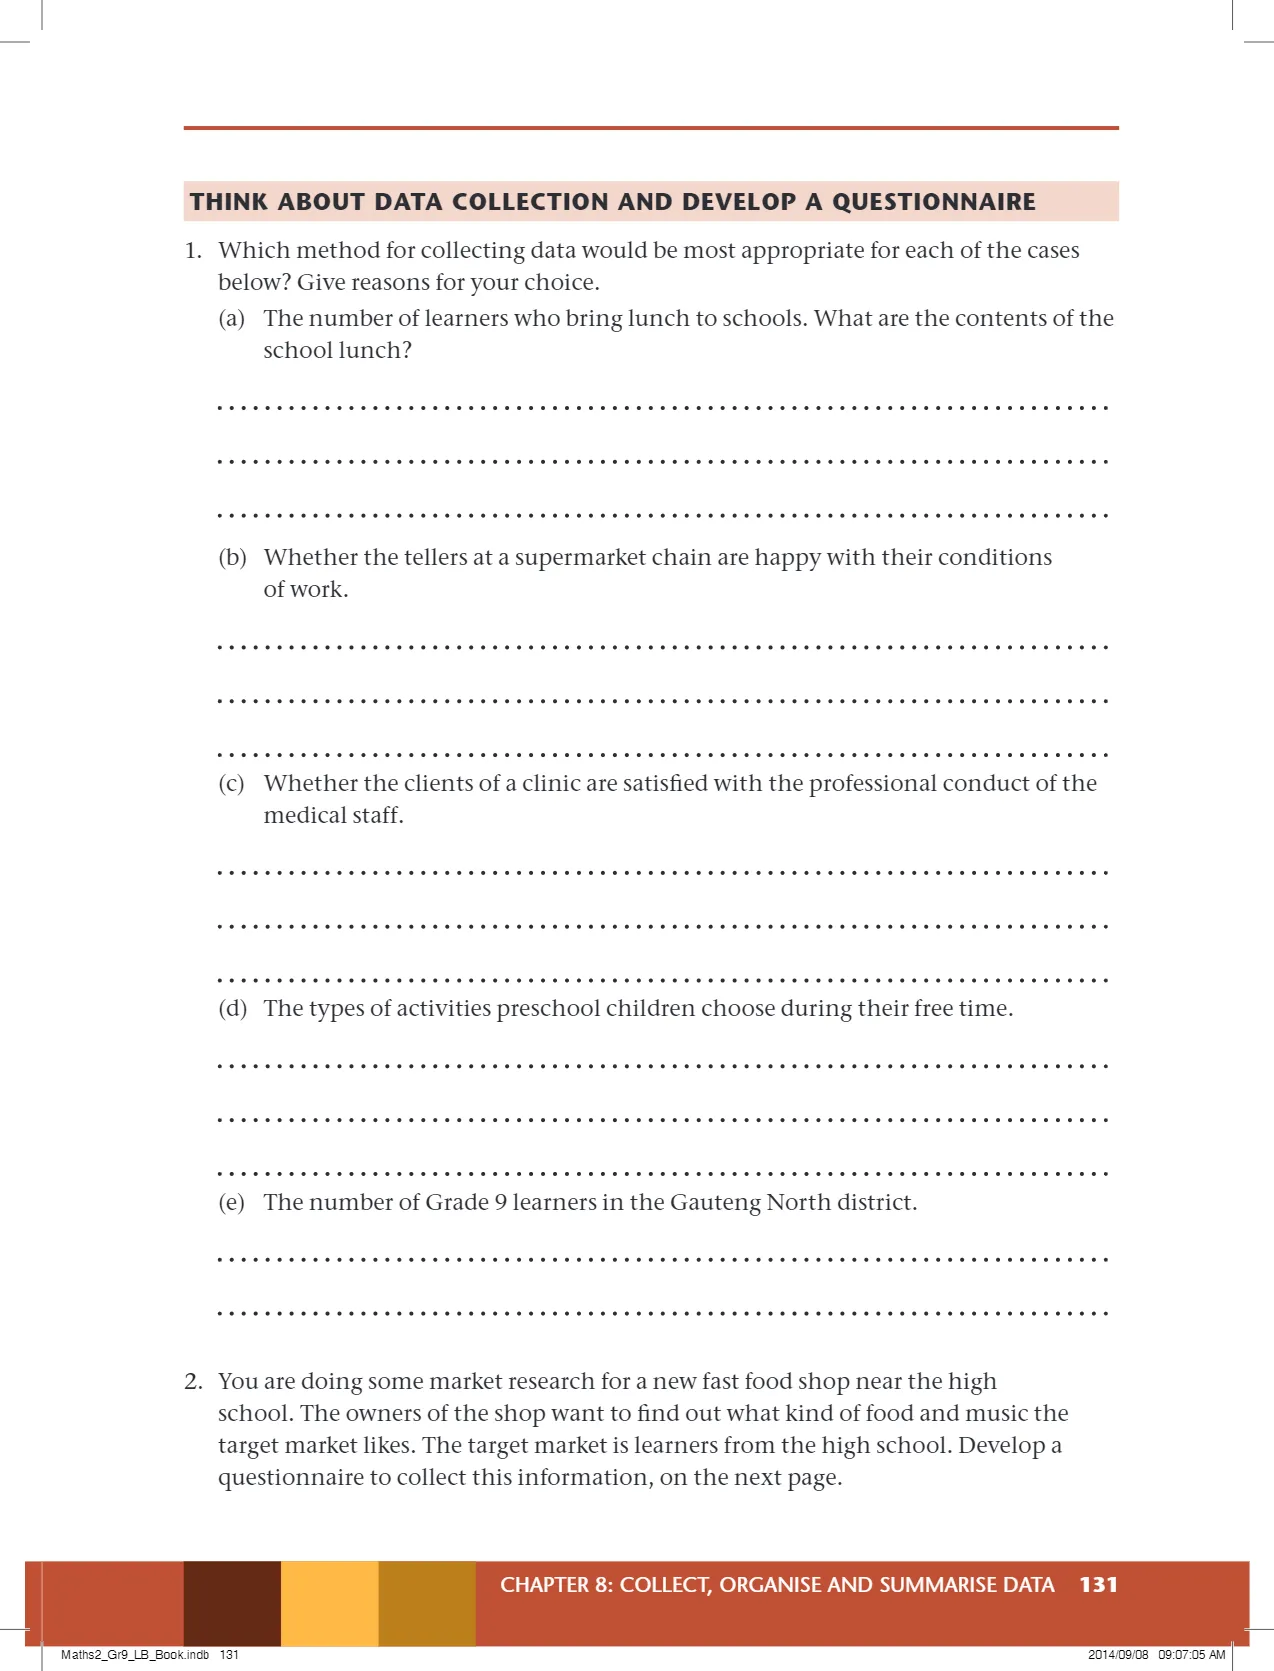 THINK ABOUT DATA COLLECTION AND DEVELOP A QUESTIONNAIRE
1. Which method for collecting data would be most appropriate for each of the cases
below? Give reasons for your choice.
(a) The number of learners who bring lunch to schools. What are the contents of the
school lunch?
(b) Whether the tellers at a supermarket chain are happy with their conditions
of work.
(c) Whether the clients of a clinic are satisfied with the professional conduct of the
medical staff.
(d) The types of activities preschool children choose during their free time.
(e) The number of Grade 9 learners in the Gauteng North district.
2. You are doing some market research for a new fast food shop near the high
school. The owners of the shop want to find out what kind of food and music the
target market likes. The target market is learners from the high school. Develop a
questionnaire to collect this information, on the next page.
CHAPTER 8: COLLECT, ORGANISE AND SUMMARISE DATA 131
Maths2_Gr9_LB_Book.indb 131 2014/09/08 09:07:05 AM